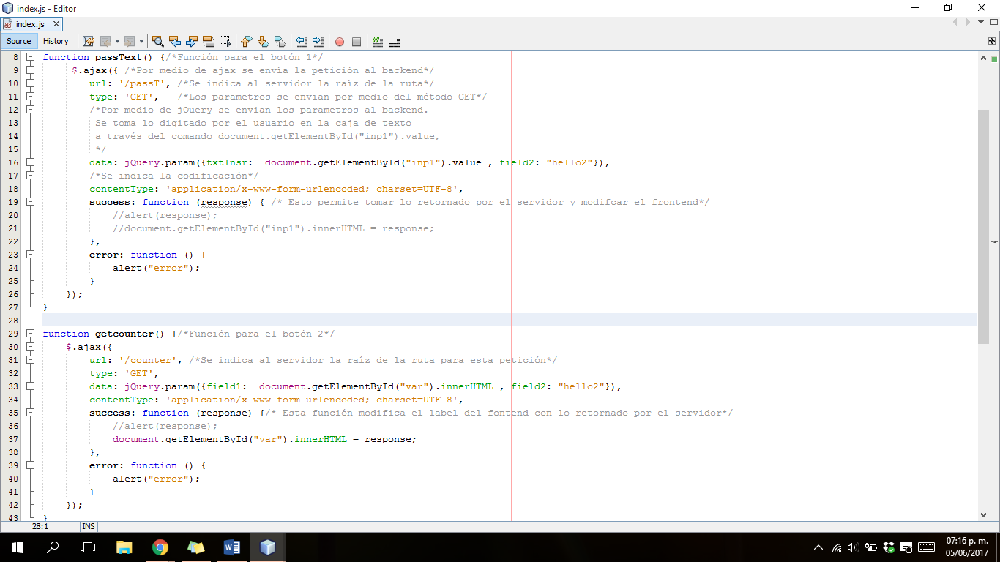 index.js - Editor
index.js
Source History
8 function passText() {/*Función para el botón 1*/
9 $.ajax({ /*Por medio de ajax se envía la petición al backend*/
10 url: '/passT', /*Se indica al servidor la raíz de la ruta*/
11 type: 'GET', /*Los parametros se envian por medio del método GET*/
12 /*Por medio de jQuery se envian los parametros al backend.
13 Se toma lo digitado por el usuario en la caja de texto
14 a través del comando document.getElementById("inp1").value,
15 */
16 data: jQuery.param({txtInsr: document.getElementById("inp1").value , field2: "hello2"}),
17 /*Se indica la codificación*/
18 contentType: 'application/x-www-form-urlencoded; charset=UTF-8',
19 success: function (response) { /* Esto permite tomar lo retornado por el servidor y modifcar el frontend*/
20 //alert(response);
21 //document.getElementById("inp1").innerHTML = response;
22 },
23 error: function () {
24 alert("error");
25 }
26 });
27 }
28
29 function getcounter() {/*Función para el botón 2*/
30 $.ajax({
31 url: '/counter', /*Se indica al servidor la raíz de la ruta para esta petición*/
32 type: 'GET',
33 data: jQuery.param({field1: document.getElementById("var").innerHTML , field2: "hello2"}),
34 contentType: 'application/x-www-form-urlencoded; charset=UTF-8',
35 success: function (response) {/* Esta función modifica el label del fontend con lo retornado por el servidor*/
36 //alert(response);
37 document.getElementById("var").innerHTML = response;
38 },
39 error: function () {
40 alert("error");
41 }
42 });
43 }
28:1 INS
07:16 p. m.
05/06/2017